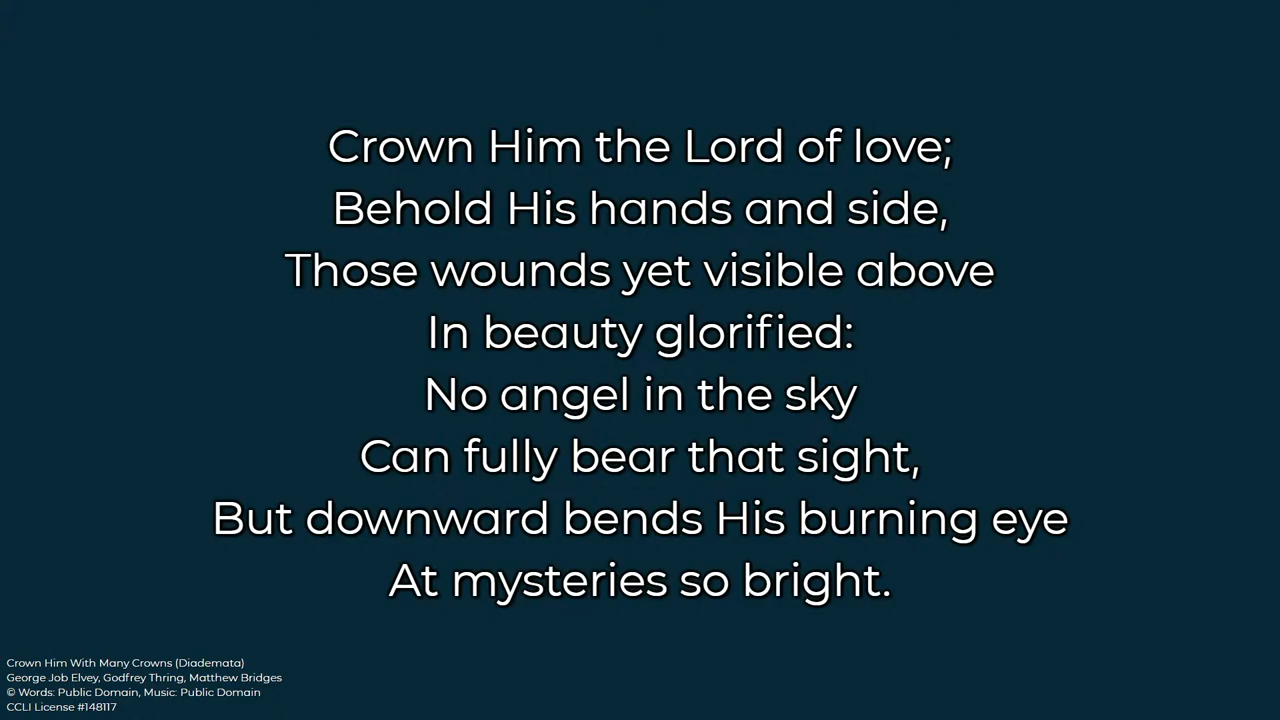 Crown Him the Lord of love;
Behold His hands and side,
Those wounds yet visible above
In beauty glorified:
No angel in the sky
Can fully bear that sight,
But downward bends His burning eye
At mysteries so bright.
Crown Him With Many Crowns (Diademata)
George Job Elvey, Godfrey Thring, Matthew Bridges
© Words: Public Domain, Music: Public Domain
CCLI License #148117